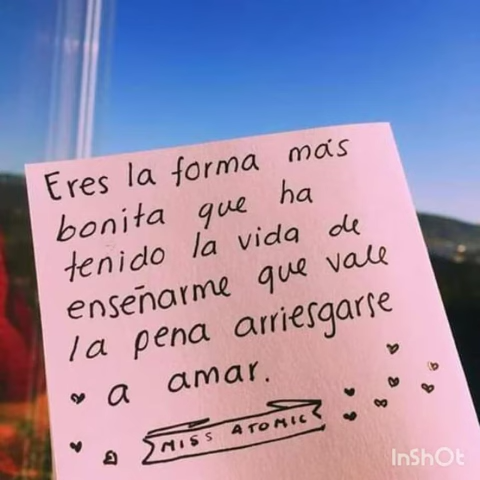 Eres la forma más
bonita que ha
tenido la vida de
enseñarme que vale
la pena arriesgarse
a amar.
MISS ATOMIC
InShOt